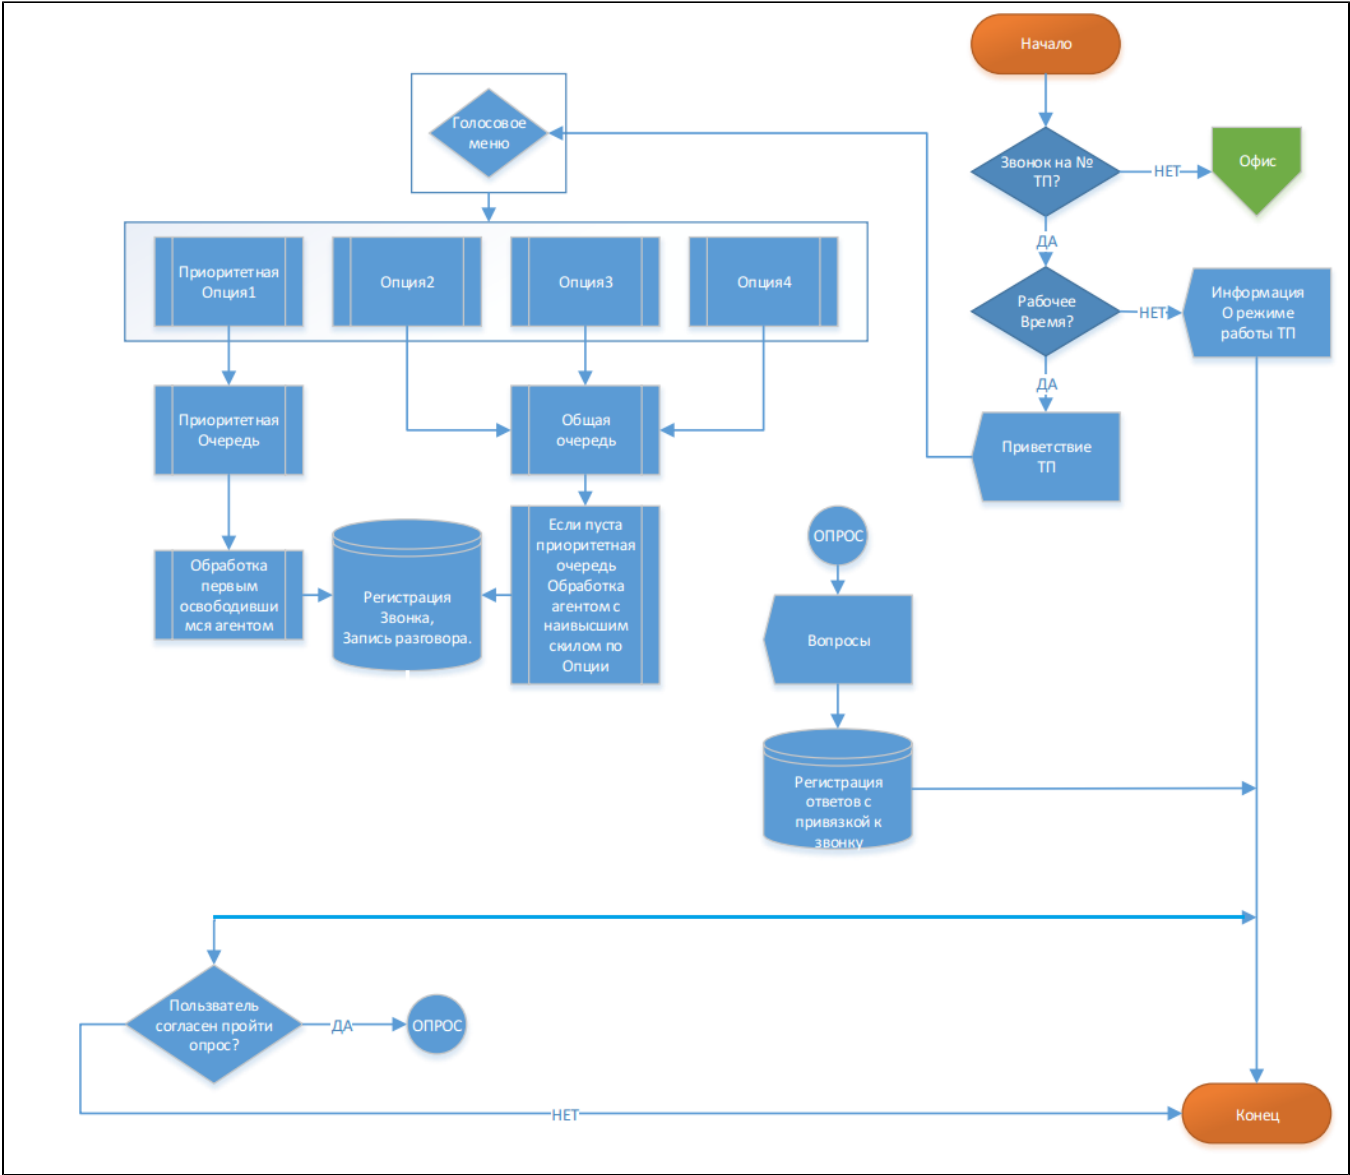 Начало
Звонок на №
ТП?
НЕТ
Офис
ДА
Рабочее
Время?
НЕТ
Информация
О режиме
работы ТП
ДА
Приветствие
ТП
Голосовое
меню
Приоритетная
Опция1
Опция2
Опция3
Опция4
Приоритетная
Очередь
Общая
очередь
Обработка
первым
освободивши
мся агентом
Регистрация
Звонка,
Запись разговора.
Если пуста
приоритетная
очередь
Обработка
агентом с
наивысшим
скилом по
Опции
ОПРОС
Вопросы
Регистрация
ответов с
привязкой к
звонку
Пользватель
согласен пройти
опрос?
ДА
ОПРОС
НЕТ
Конец